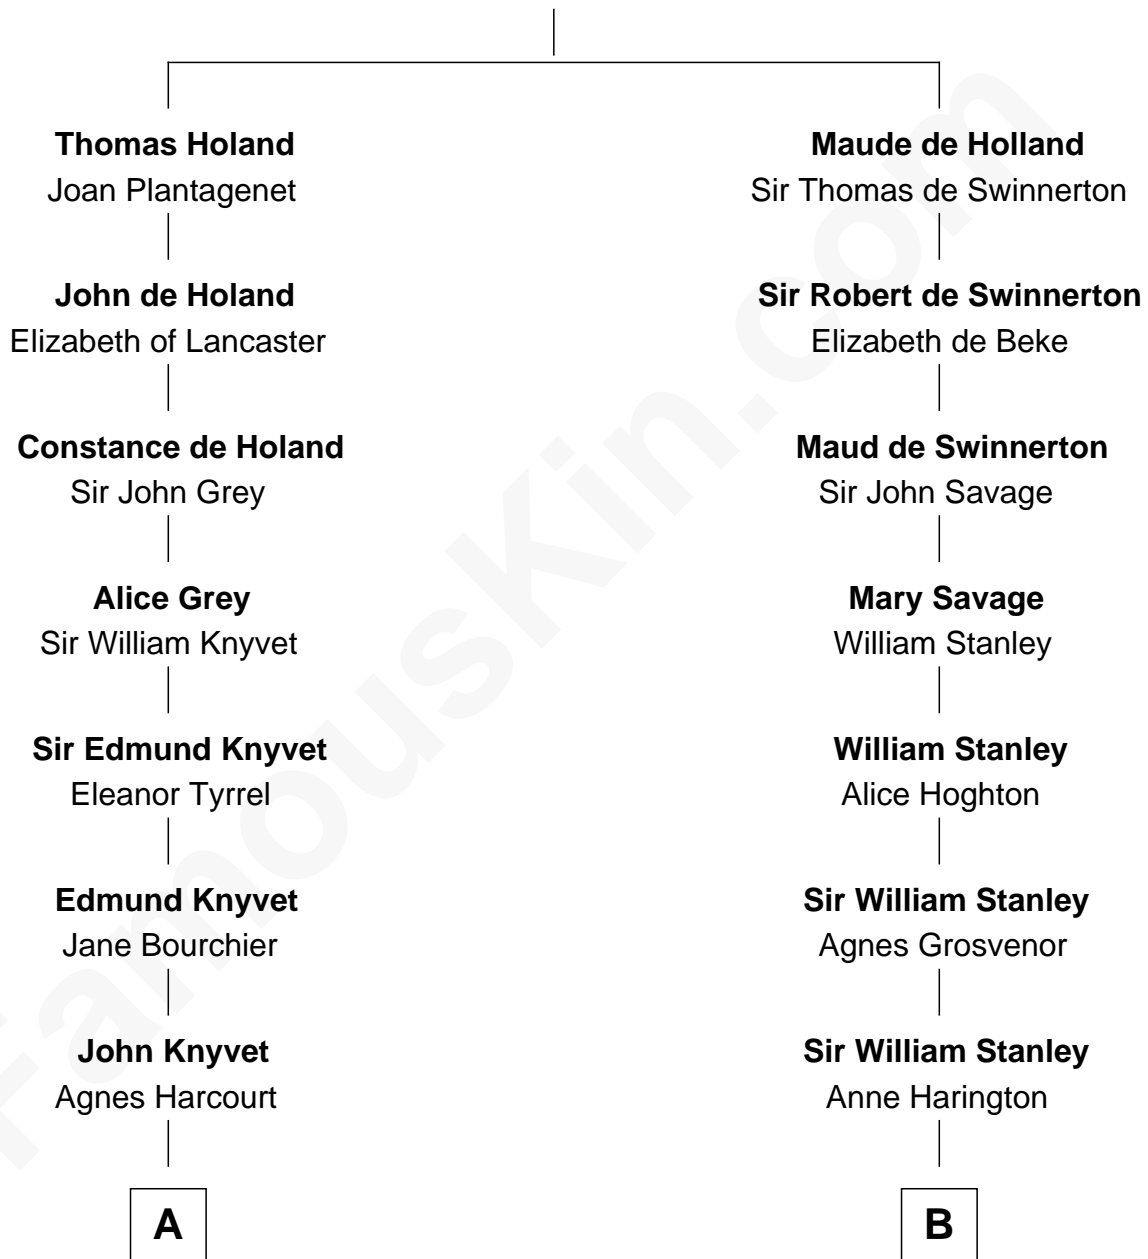 Thomas Holand
Joan Plantagenet
Maude de Holland
Sir Thomas de Swinnerton
John de Holand
Elizabeth of Lancaster
Sir Robert de Swinnerton
Elizabeth de Beke
Constance de Holand
Sir John Grey
Maud de Swinnerton
Sir John Savage
Alice Grey
Sir William Knyvet
Mary Savage
William Stanley
Sir Edmund Knyvet
Eleanor Tyrrel
William Stanley
Alice Hoghton
Edmund Knyvet
Jane Bourchier
Sir William Stanley
Agnes Grosvenor
John Knyvet
Agnes Harcourt
Sir William Stanley
Anne Harington
A
B
FamousKin.com